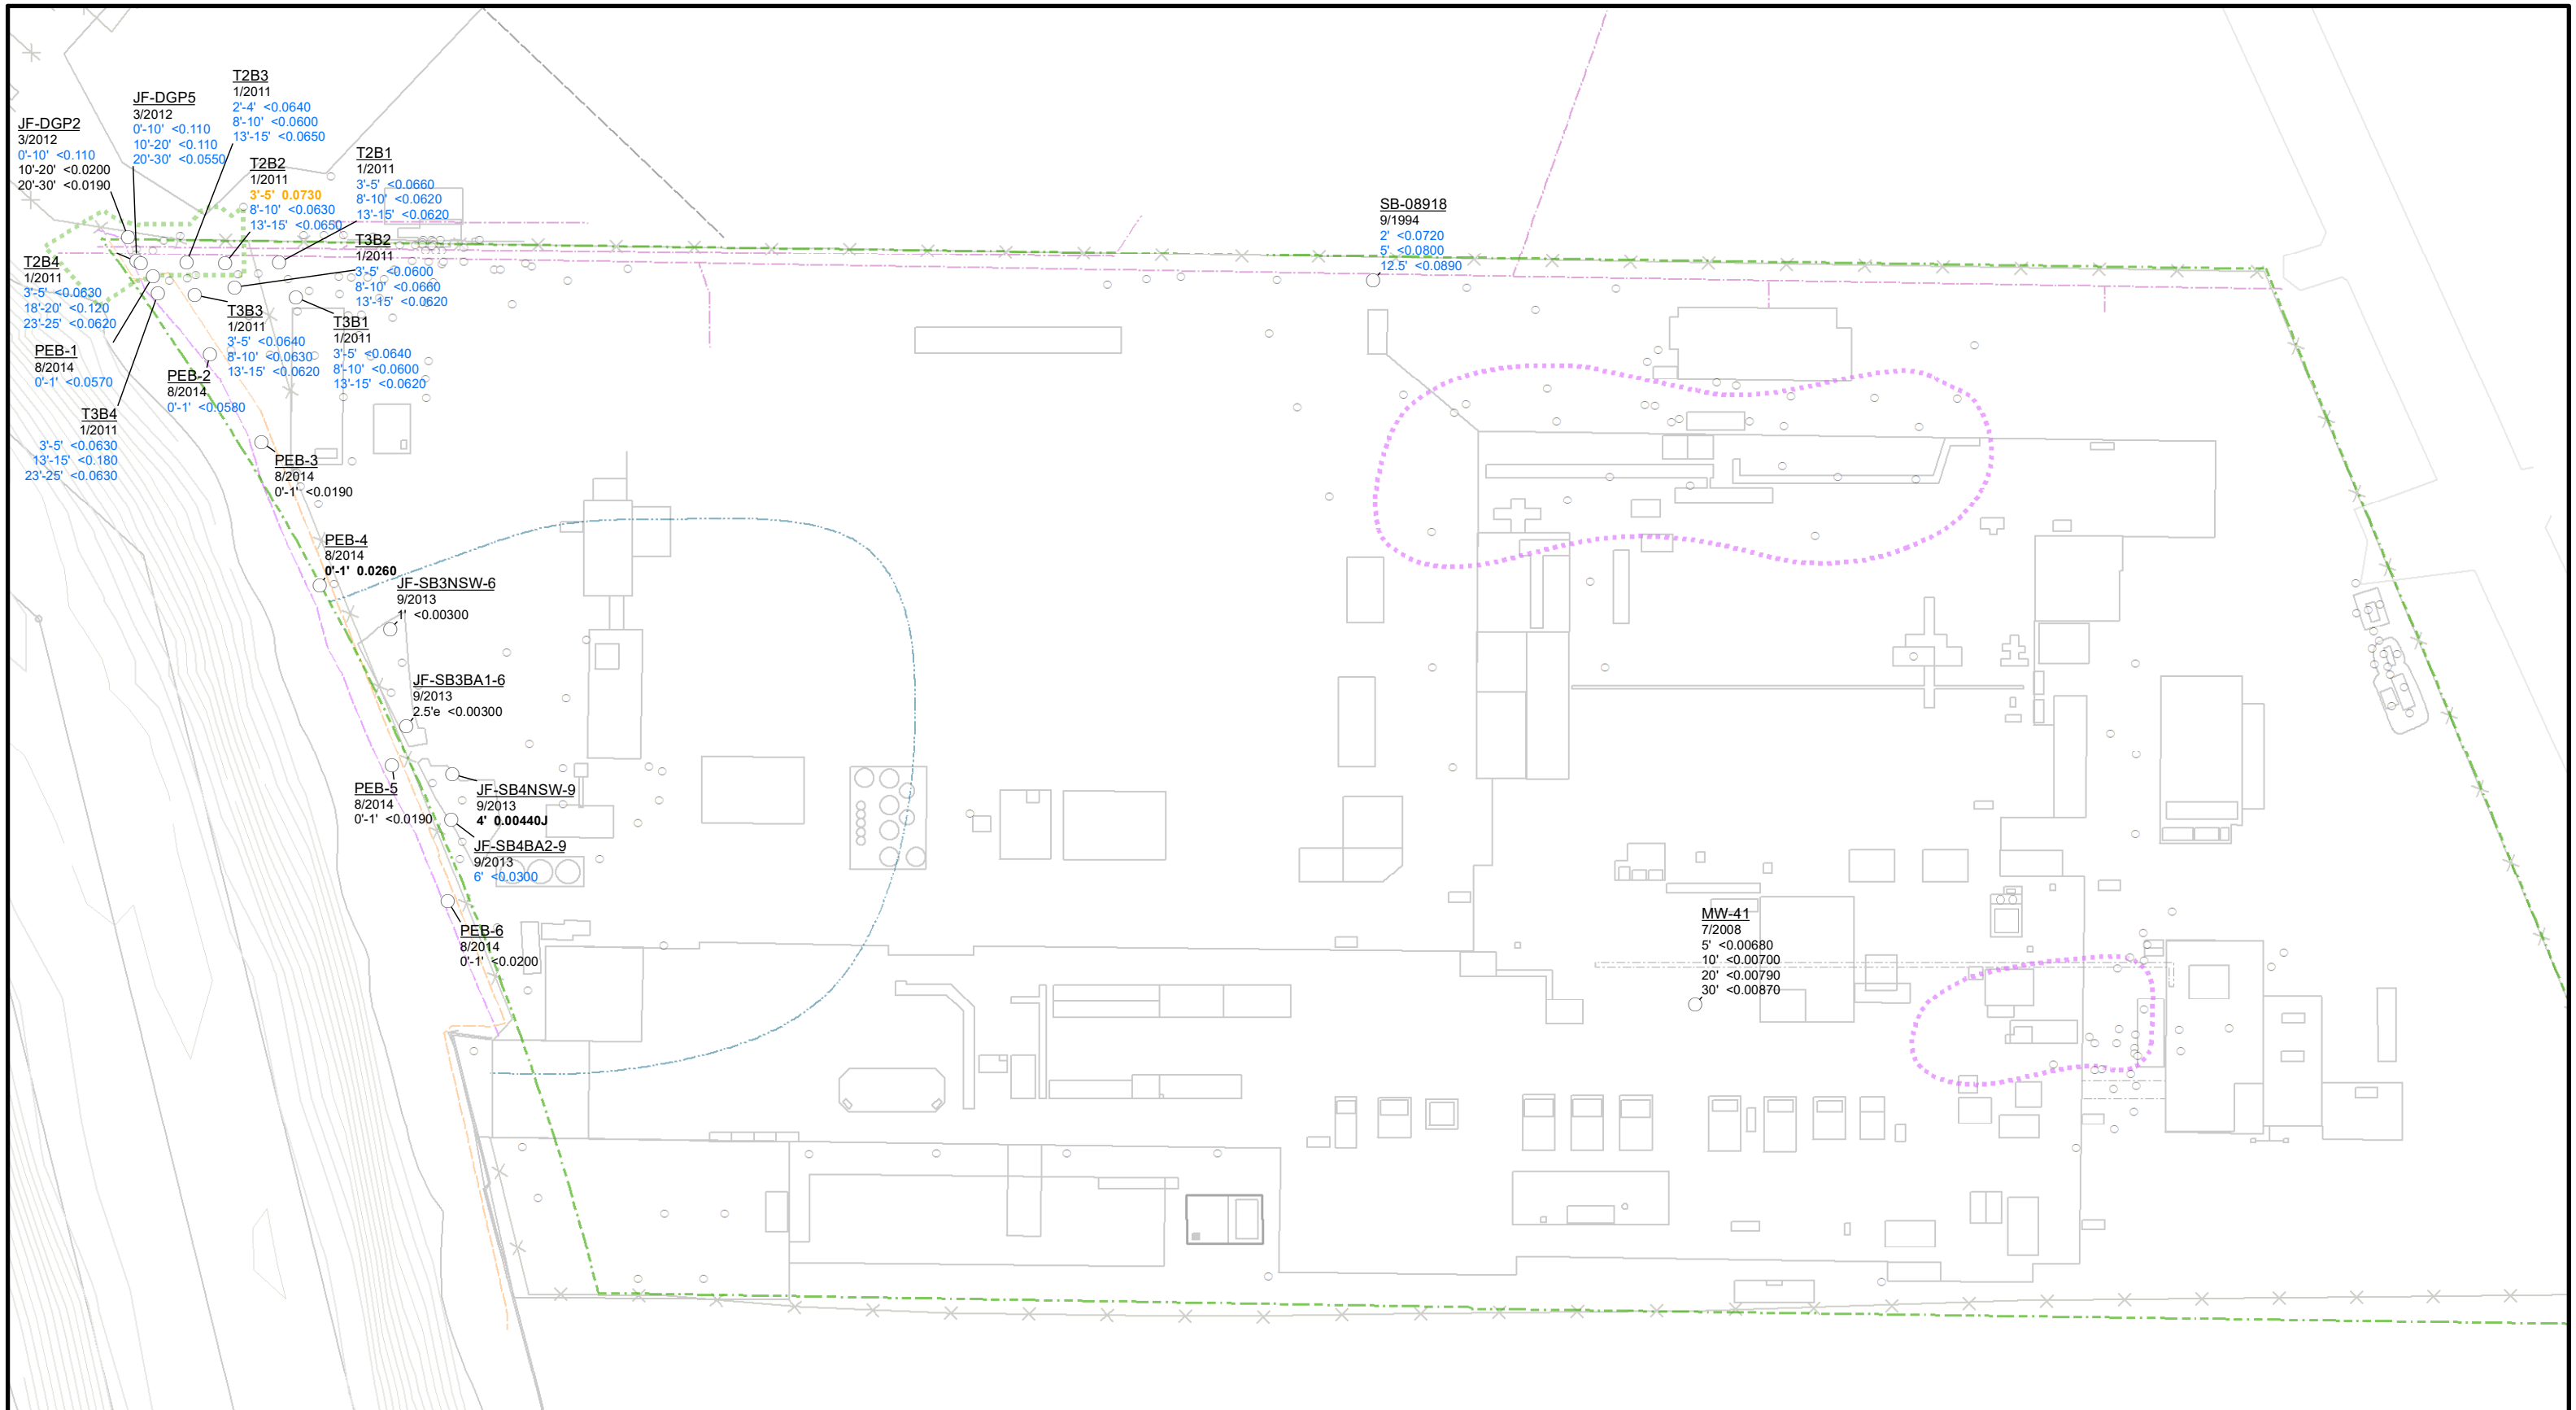 T2B3
1/2011
2'-4' <0.0640
8'-10' <0.0600
13'-15' <0.0650
JF-DGP5
3/2012
0'-10' <0.110
10'-20' <0.110
20'-30' <0.0550
JF-DGP2
3/2012
0'-10' <0.110
10'-20' <0.0200
20'-30' <0.0190
T2B2
1/2011
3'-5' 0.0730
8'-10' <0.0630
13'-15' <0.0650
T2B1
1/2011
3'-5' <0.0660
8'-10' <0.0620
13'-15' <0.0620
T3B2
1/2011
3'-5' <0.0600
8'-10' <0.0660
13'-15' <0.0620
SB-08918
9/1994
2' <0.0720
5' <0.0800
12.5' <0.0890
T2B4
1/2011
3'-5' <0.0630
18'-20' <0.120
23'-25' <0.0620
T3B3
1/2011
3'-5' <0.0640
8'-10' <0.0630
13'-15' <0.0620
T3B1
1/2011
3'-5' <0.0640
8'-10' <0.0600
13'-15' <0.0620
PEB-1
8/2014
0'-1' <0.0570
PEB-2
8/2014
0'-1' <0.0580
T3B4
1/2011
3'-5' <0.0630
13'-15' <0.180
23'-25' <0.0630
PEB-3
8/2014
0'-1' <0.0190
PEB-4
8/2014
0'-1' 0.0260
JF-SB3NSW-6
9/2013
1' <0.00300
JF-SB3BA1-6
9/2013
2.5'e <0.00300
PEB-5
8/2014
0'-1' <0.0190
JF-SB4NSW-9
9/2013
4' 0.00440J
JF-SB4BA2-9
9/2013
6' <0.0300
PEB-6
8/2014
0'-1' <0.0200
MW-41
7/2008
5' <0.00680
10' <0.00700
20' <0.00790
30' <0.00870